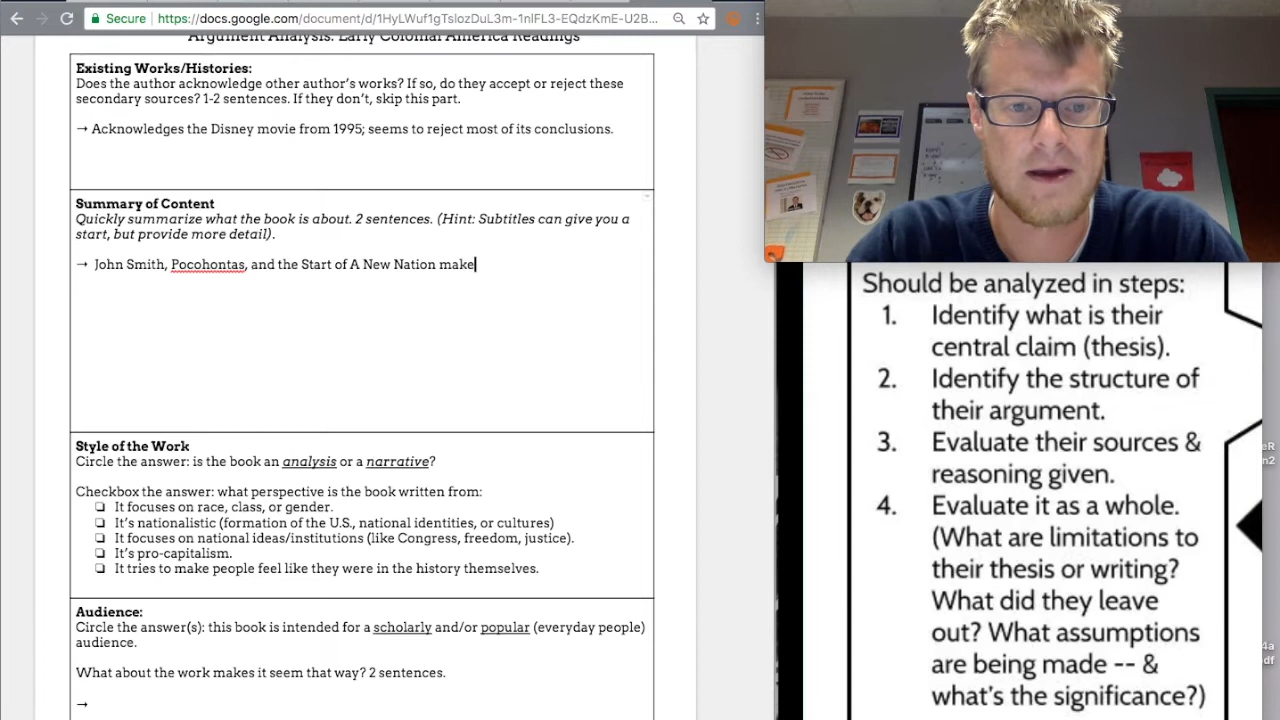 Secure
https://docs.google.com/document/d/1HyLWuf1gTslozDuL3m-1nlFL3-EQdzKmE-U2B...
Argument Analysis: Early Colonial America Readings
Existing Works/Histories:
Does the author acknowledge other author's works? If so, do they accept or reject these
secondary sources? 1-2 sentences. If they don't, skip this part.
→ Acknowledges the Disney movie from 1995; seems to reject most of its conclusions.
Summary of Content
Quickly summarize what the book is about. 2 sentences. (Hint: Subtitles can give you a
start, but provide more detail).
→ John Smith, Pocohontas, and the Start of A New Nation make
Style of the Work
Circle the answer: is the book an analysis or a narrative?
Checkbox the answer: what perspective is the book written from:
❏ It focuses on race, class, or gender.
❏ It's nationalistic (formation of the U.S., national identities, or cultures)
❏ It focuses on national ideas/institutions (like Congress, freedom, justice).
❏ It's pro-capitalism.
❏ It tries to make people feel like they were in the history themselves.
Audience:
Circle the answer(s): this book is intended for a scholarly and/or popular (everyday people)
audience.
What about the work makes it seem that way? 2 sentences.
→
Should be analyzed in steps:
1. Identify what is their
central claim (thesis).
2. Identify the structure of
their argument.
3. Evaluate their sources &
reasoning given.
4. Evaluate it as a whole.
(What are limitations to
their thesis or writing?
What did they leave
out? What assumptions
are being made -- &
what's the significance?)
eR
n2
4a
df